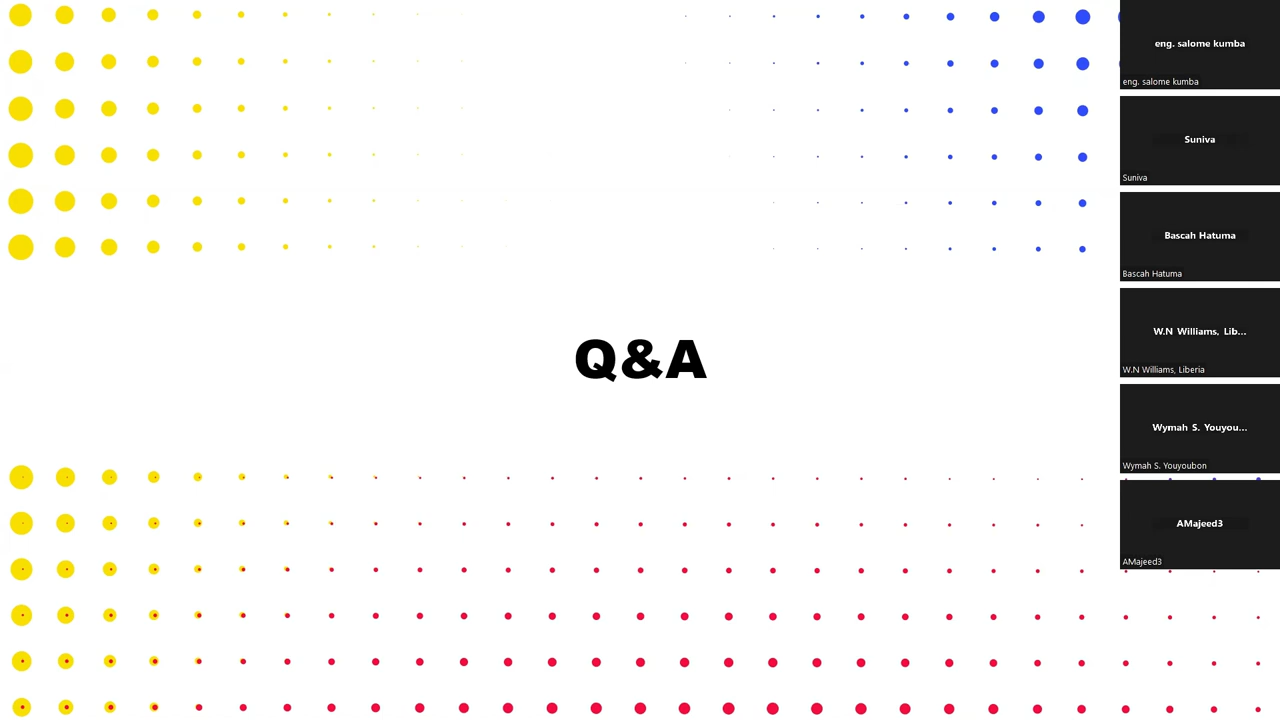 Q&A
eng. salome kumba
eng. salome kumba
Suniva
Suniva
Bascah Hatuma
Bascah Hatuma
W.N Williams, Lib...
W.N Williams, Liberia
Wymah S. Youyou...
Wymah S. Youyoubon
AMajeed3
AMajeed3